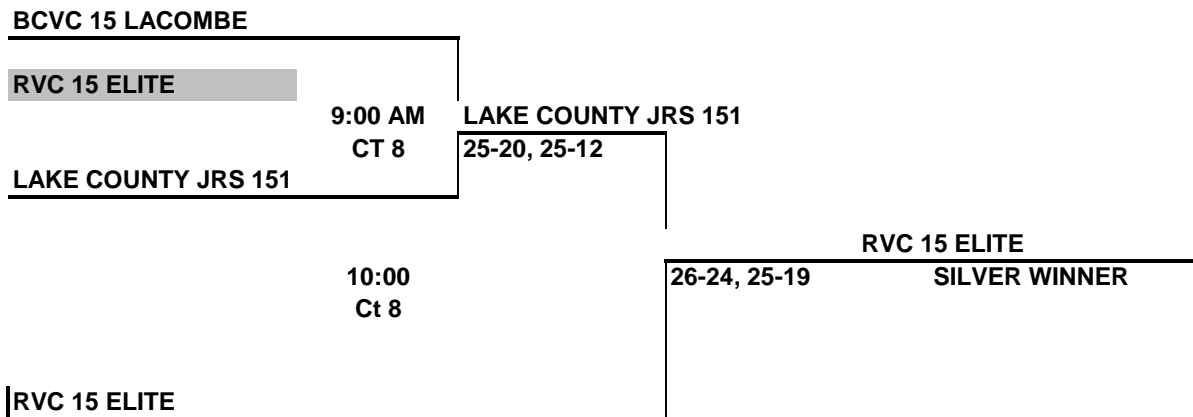 BCVC 15 LACOMBE
RVC 15 ELITE
9:00 AM LAKE COUNTY JRS 151
CT 8 25-20, 25-12
LAKE COUNTY JRS 151
RVC 15 ELITE
10:00 26-24, 25-19 SILVER WINNER
Ct 8
RVC 15 ELITE